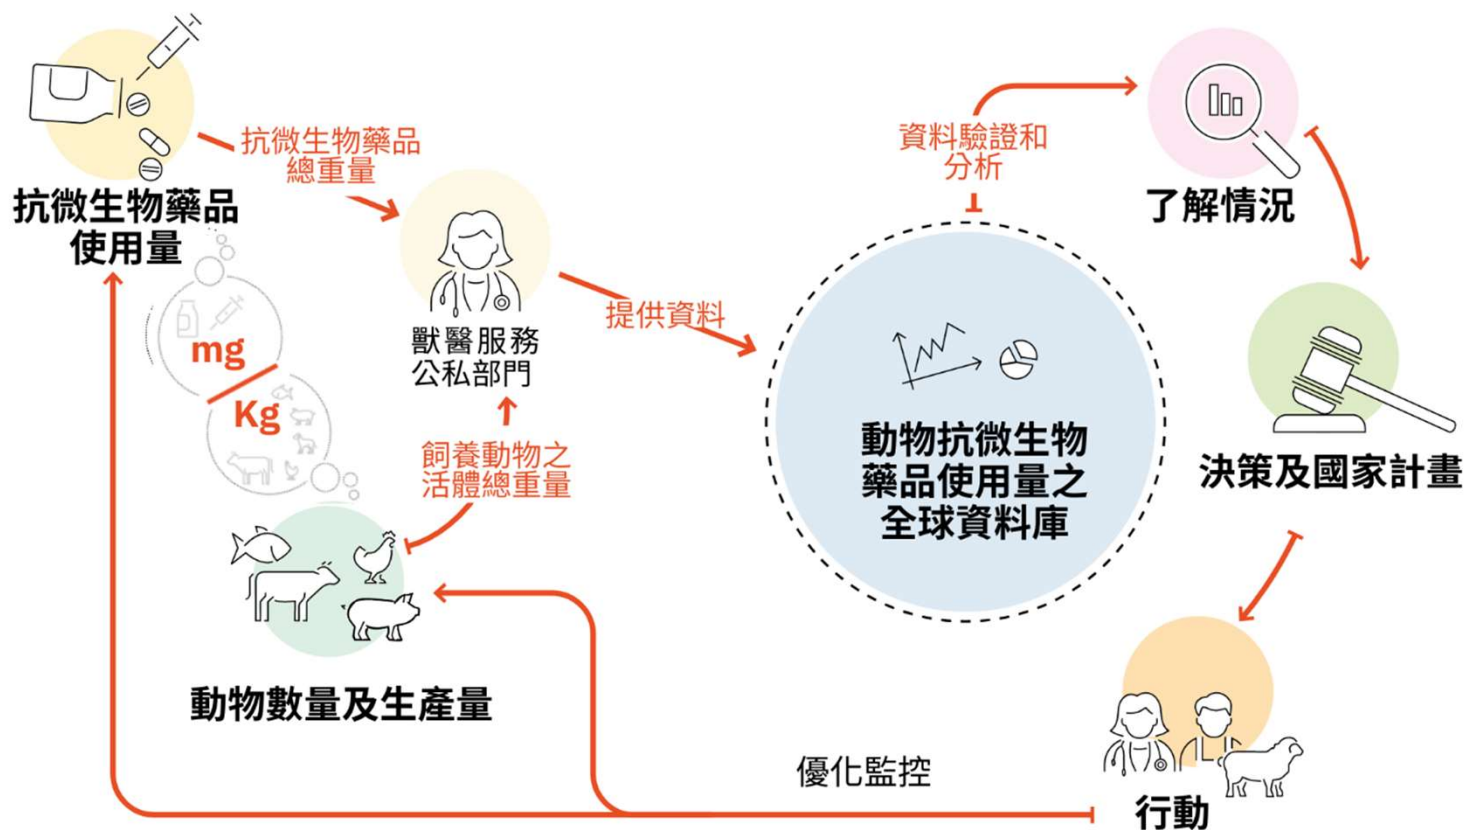 抗微生物藥品
使用量
抗微生物藥品
總重量
mg
Kg
獸醫服務
公私部門
飼養動物之
活體總重量
動物數量及生產量
提供資料
動物抗微生物
藥品使用量之
全球資料庫
資料驗證和
分析
了解情況
決策及國家計畫
行動
優化監控